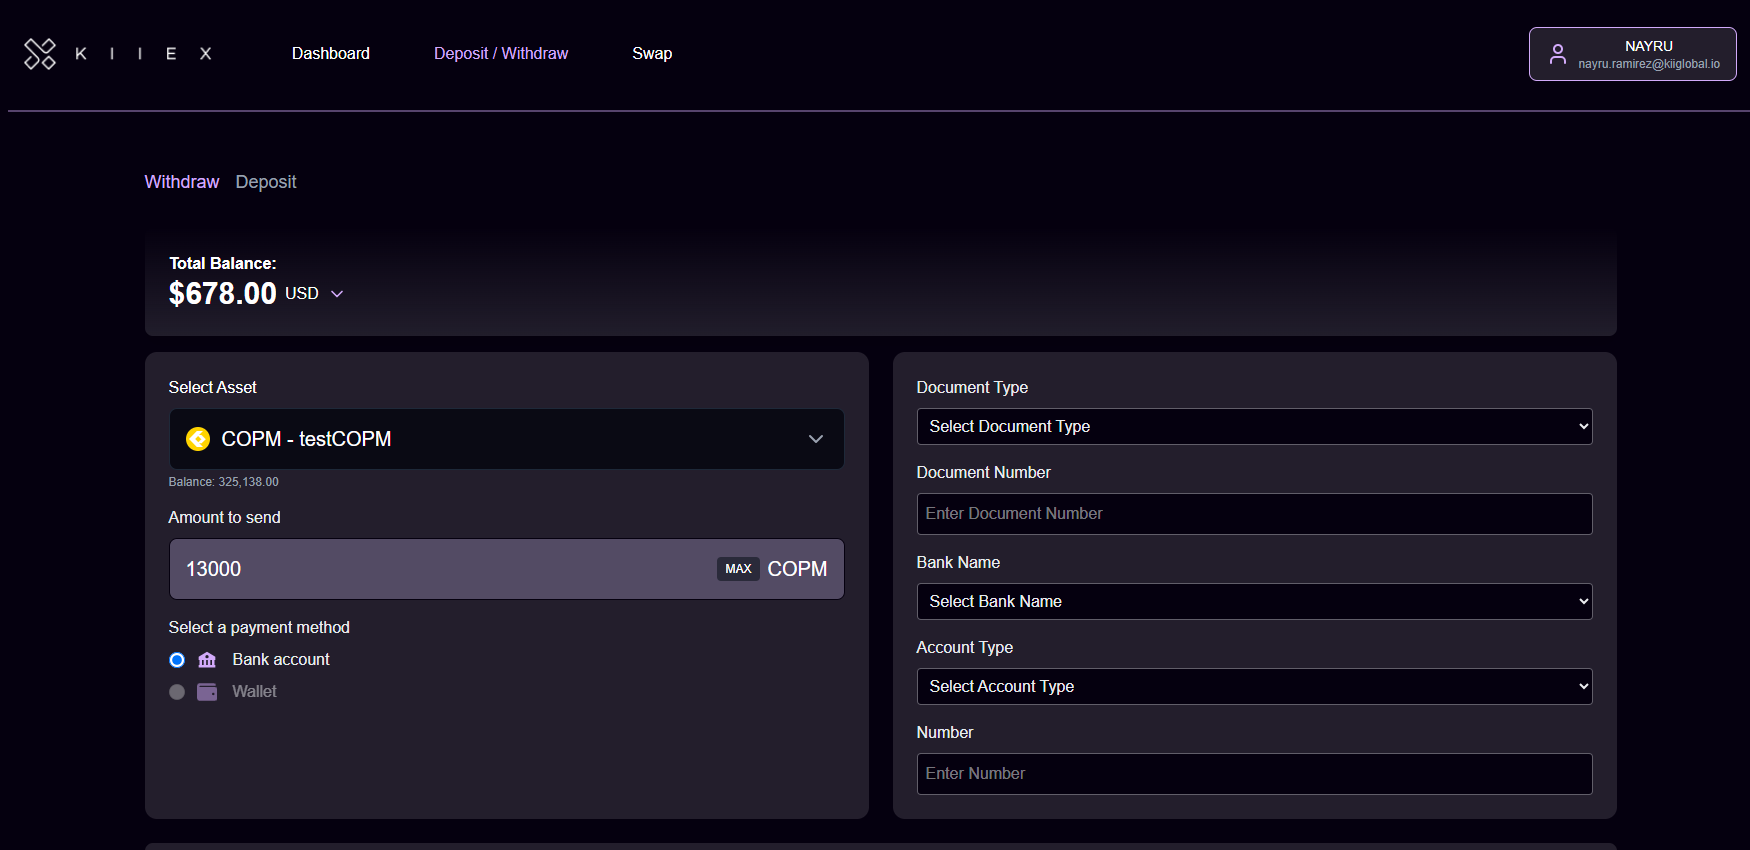 KIIEX
Dashboard
Deposit / Withdraw
Swap
NAYRU
nayru.ramirez@kiiglobal.io
Withdraw
Deposit
Total Balance:
$678.00 USD
Select Asset
COPM - testCOPM
Balance: 325,138.00
Amount to send
13000
MAX COPM
Select a payment method
Bank account
Wallet
Document Type
Select Document Type
Document Number
Enter Document Number
Bank Name
Select Bank Name
Account Type
Select Account Type
Number
Enter Number